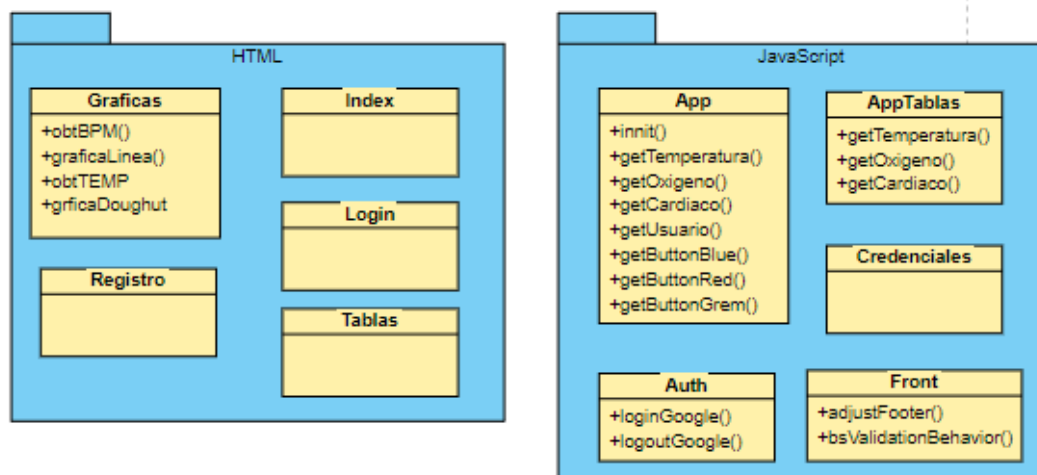 HTML
Graficas
+obtBPM()
+graficaLinea()
+obtTEMP
+grficaDoughut
Index
Login
Registro
Tablas
JavaScript
App
+innit()
+getTemperatura()
+getOxigeno()
+getCardiaco()
+getUsuario()
+getButtonBlue()
+getButtonRed()
+getButtonGrem()
AppTablas
+getTemperatura()
+getOxigeno()
+getCardiaco()
Credenciales
Auth
+loginGoogle()
+logoutGoogle()
Front
+adjustFooter()
+bsValidationBehavior()